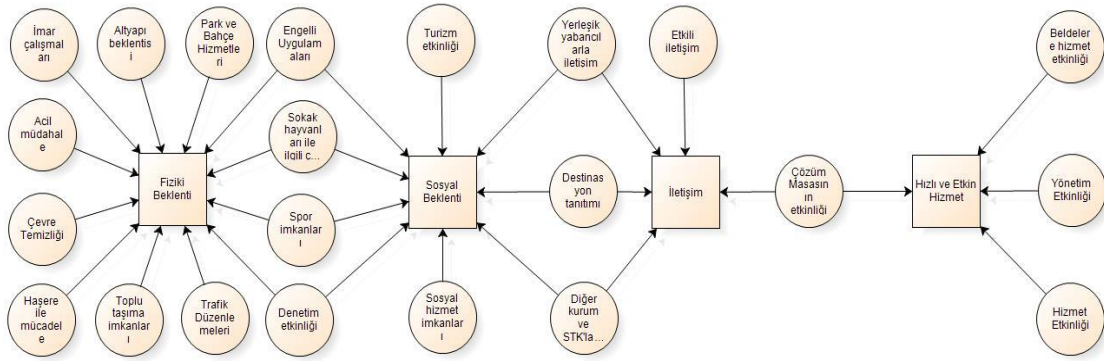 İmar
çalışmal
arı
Altyapı
beklentis
i
Park ve
Bahçe
Hizmetler
i
Engelli
Uygulam
aları
Turizm
etkinliği
Yerleşik
yabancıl
arla
iletisim
Etkili
iletişim
Beldeler
e hizmet
etkinliği
Acil
müdahal
e
Sokak
hayvanl
arı ile
ilgili ç...
Fiziki
Beklenti
Sosyal
Beklenti
Destinas
yon
tanıtımı
İletişim
Çözüm
Masasın
ın
etkinliği
Hızlı ve Etkin
Hizmet
Yönetim
Etkinliği
Çevre
Temizliği
Spor
imkanlar
ı
Haşere
ile
mücadel
e
Toplu
taşıma
imkanlar
ı
Trafik
Düzenle
meleri
Denetim
etkinliği
Sosyal
hizmet
imkanlar
ı
Diğer
kurum ve
STK'la...
Hizmet
Etkinliği